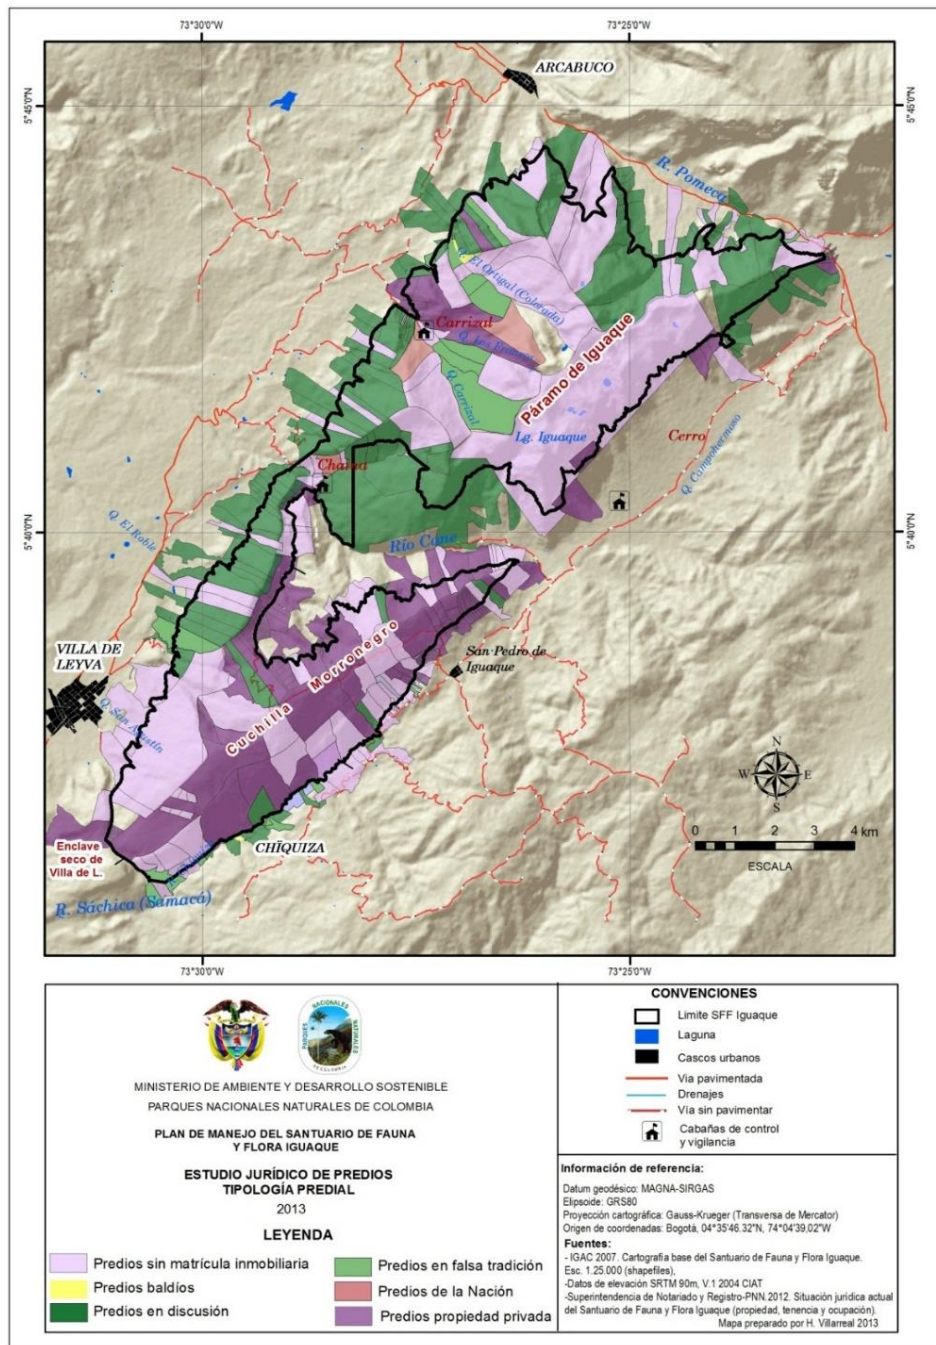 73°30'0"W
73°25'0"W
ARCABUCO
5°45'0"N
5°45'0"N
R. Pomeca
Q. El Ortigal (Colorada)
Carrizal
Q. Los Francos
Páramo de Iguaque
Q. Carrizal
Lg. Iguaque
Cerro
Q. Campohermoso
Chaina
5°40'0"N
5°40'0"N
Q. El Roble
Río Cane
VILLA DE
LEYVA
San Pedro de
Iguaque
Cuchilla Morronegro
Q. San Agustín
N
W
E
S
0 1 2 3 4 km
ESCALA
CHÍQUIZA
Enclave
seco de
Villa de L.
R. Sáchica (Samacá)
73°30'0"W
73°25'0"W
PARQUES NACIONALES NATURALES
DE COLOMBIA
MINISTERIO DE AMBIENTE Y DESARROLLO SOSTENIBLE
PARQUES NACIONALES NATURALES DE COLOMBIA
PLAN DE MANEJO DEL SANTUARIO DE FAUNA
Y FLORA IGUAQUE
ESTUDIO JURÍDICO DE PREDIOS
TIPOLOGÍA PREDIAL
2013
LEYENDA
Predios sin matrícula inmobiliaria
Predios baldíos
Predios en discusión
Predios en falsa tradición
Predios de la Nación
Predios propiedad privada
CONVENCIONES
Limite SFF Iguaque
Laguna
Cascos urbanos
Via pavimentada
Drenajes
Vía sin pavimentar
Cabañas de control
y vigilancia
Información de referencia:
Datum geodésico: MAGNA-SIRGAS
Elipsoide: GRS80
Proyección cartográfica: Gauss-Krueger (Transversa de Mercator)
Origen de coordenadas: Bogotá, 04°35'46.32"N, 74°04'39,02"W
Fuentes:
- IGAC 2007. Cartografía base del Santuario de Fauna y Flora Iguaque.
Esc. 1.25.000 (shapefiles),
-Datos de elevación SRTM 90m, V.1 2004 CIAT
-Superintendencia de Notariado y Registro-PNN.2012. Situación jurídica actual
del Santuario de Fauna y Flora Iguaque (propiedad, tenencia y ocupación).
Mapa preparado por H. Villarreal 2013